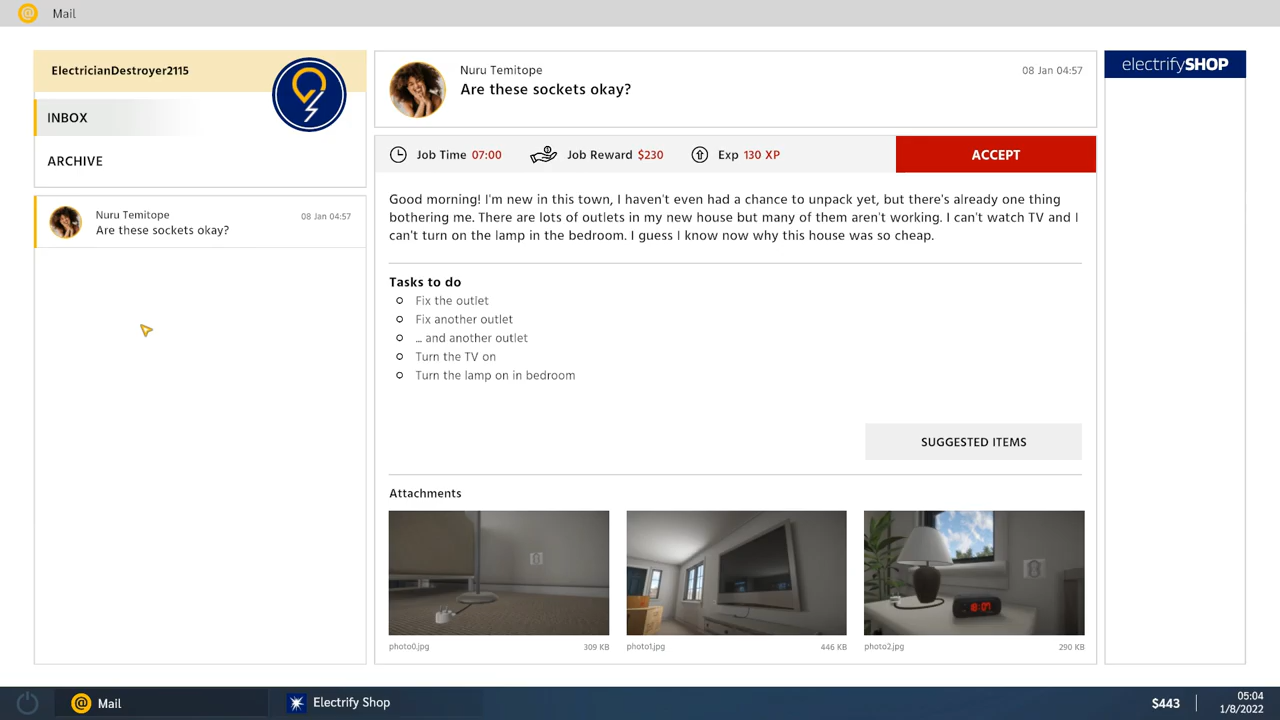 Mail
ElectricianDestroyer2115
INBOX
ARCHIVE
Nuru Temitope
08 Jan 04:57
Are these sockets okay?
Nuru Temitope
08 Jan 04:57
Are these sockets okay?
Job Time 07:00
Job Reward $230
Exp 130 XP
ACCEPT
Good morning! I'm new in this town, I haven't even had a chance to unpack yet, but there's already one thing
bothering me. There are lots of outlets in my new house but many of them aren't working. I can't watch TV and I
can't turn on the lamp in the bedroom. I guess I know now why this house was so cheap.
Tasks to do
Fix the outlet
Fix another outlet
... and another outlet
Turn the TV on
Turn the lamp on in bedroom
SUGGESTED ITEMS
Attachments
18:07
photo0.jpg
309 KB
photo1.jpg
446 KB
photo2.jpg
290 KB
electrifySHOP
Mail
Electrify Shop
$443
05:04
1/8/2022